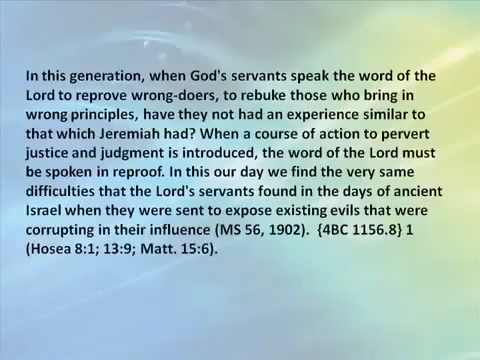 In this generation, when God's servants speak the word of the
Lord to reprove wrong-doers, to rebuke those who bring in
wrong principles, have they not had an experience similar to
that which Jeremiah had? When a course of action to pervert
justice and judgment is introduced, the word of the Lord must
be spoken in reproof. In this our day we find the very same
difficulties that the Lord's servants found in the days of ancient
Israel when they were sent to expose existing evils that were
corrupting in their influence (MS 56, 1902).  {4BC 1156.8} 1
(Hosea 8:1; 13:9; Matt. 15:6).